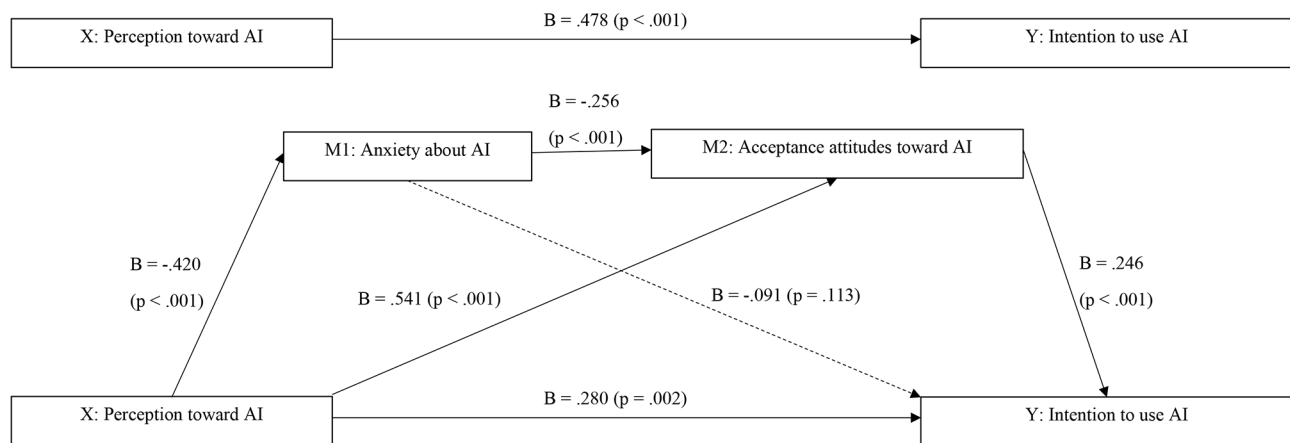 B = .478 (p < .001)
X: Perception toward AI
Y: Intention to use AI
B = -.256
(p < .001)
M1: Anxiety about AI
M2: Acceptance attitudes toward AI
B = -.420
(p < .001)
B = .541 (p < .001)
B = -.091 (p = .113)
B = .246
(p < .001)
B = .280 (p = .002)
X: Perception toward AI
Y: Intention to use AI